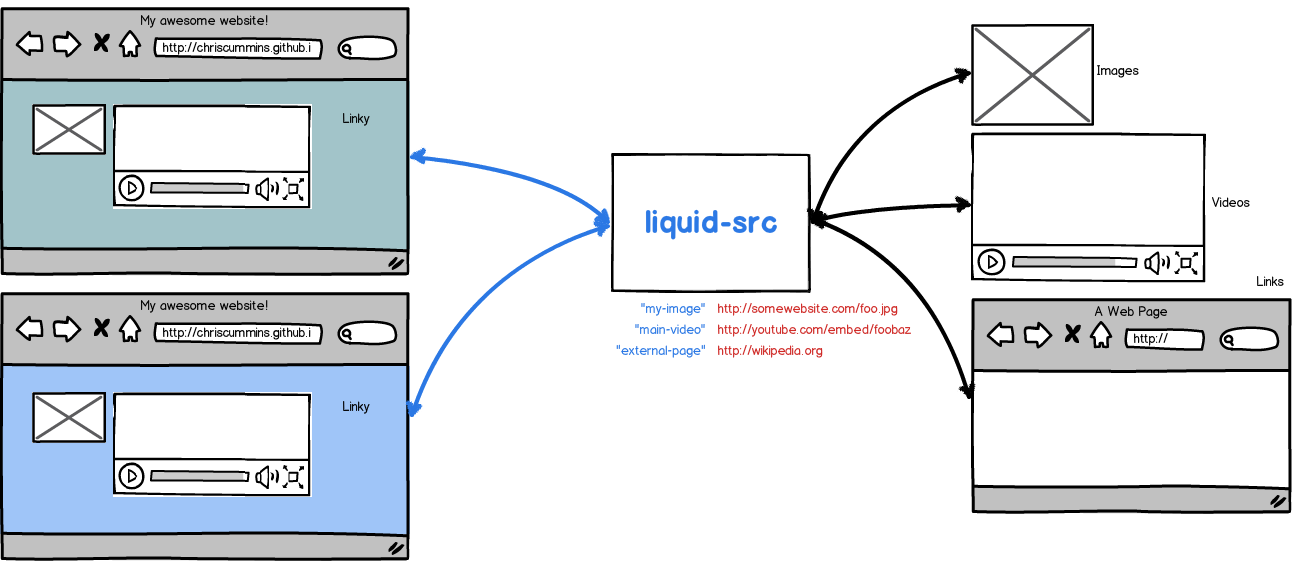 My awesome website!
http://chriscummins.github.i
Linky
My awesome website!
http://chriscummins.github.i
Linky
liquid-src
"my-image" http://somewebsite.com/foo.jpg
"main-video" http://youtube.com/embed/foobaz
"external-page" http://wikipedia.org
Images
Videos
Links
A Web Page
http://